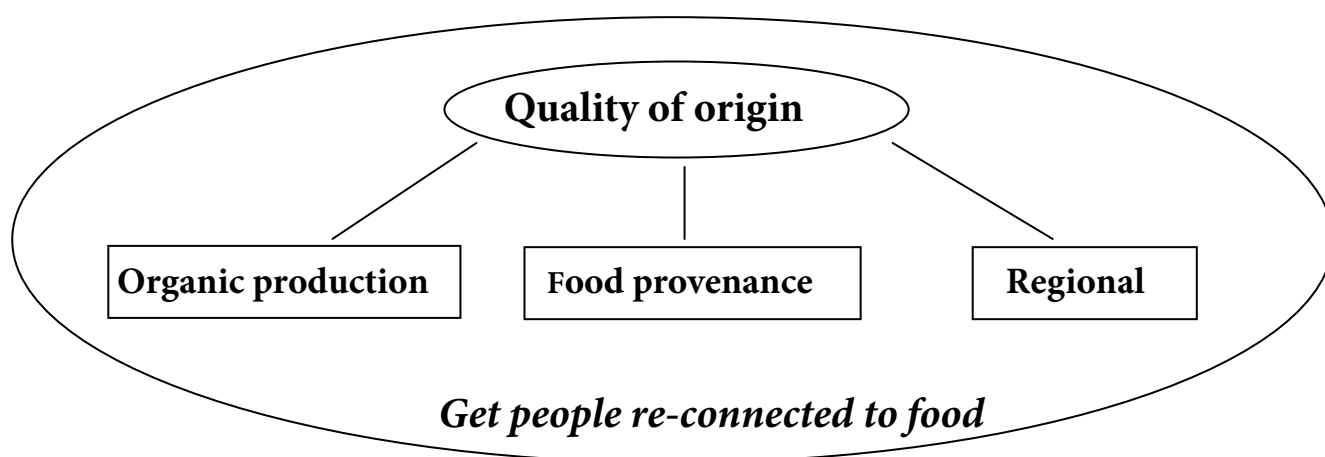 Quality of origin
Organic production
Food provenance
Regional
Get people re-connected to food